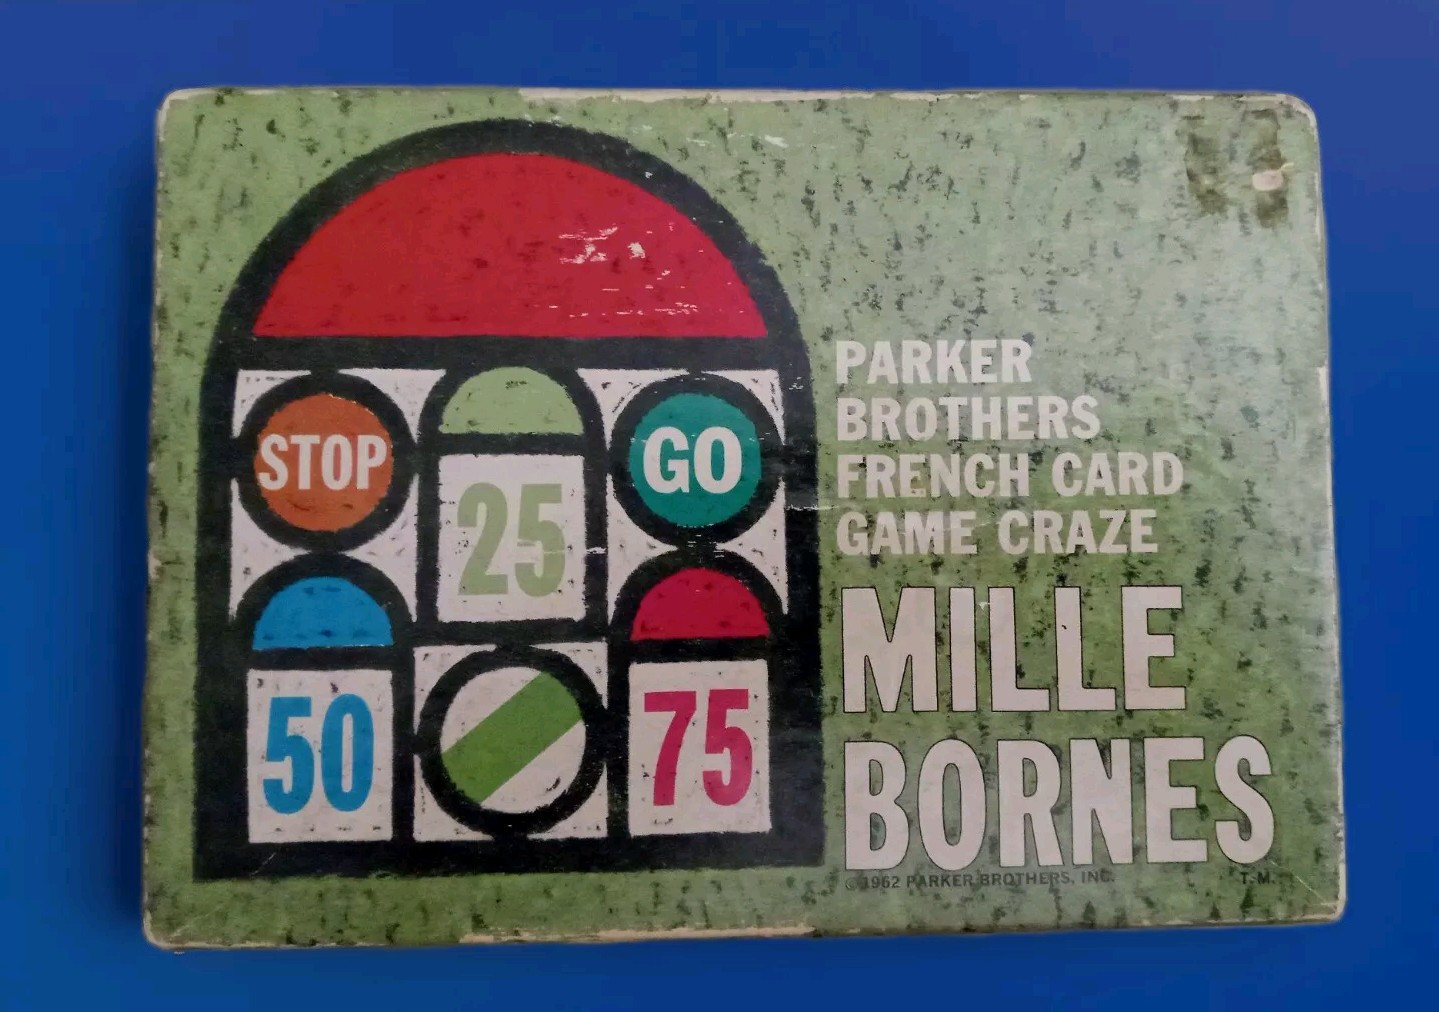 STOP
GO
25
50
75
PARKER
BROTHERS
FRENCH CARD
GAME CRAZE
MILLE
BORNES
©1962 PARKER BROTHERS, INC.
T.M.